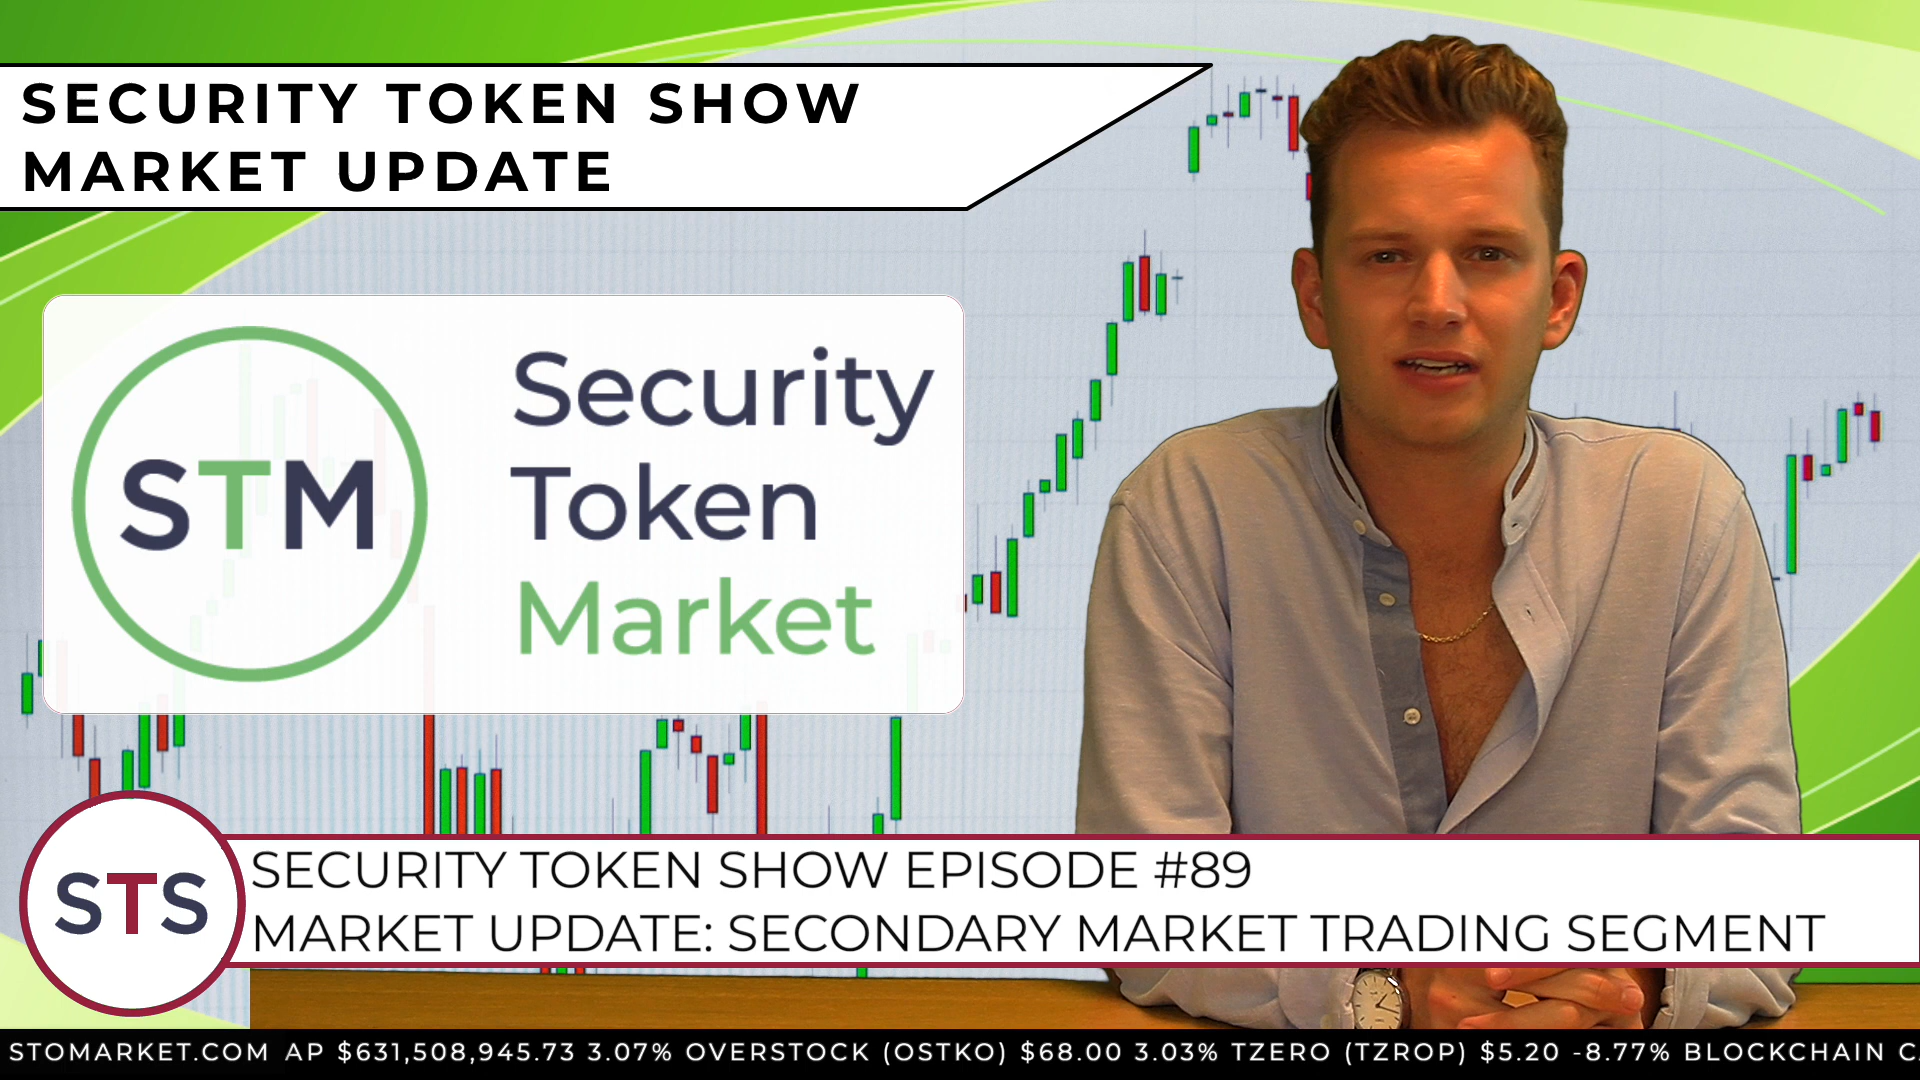 SECURITY TOKEN SHOW
MARKET UPDATE
STM
Security
Token
Market
STS
SECURITY TOKEN SHOW EPISODE #89
MARKET UPDATE: SECONDARY MARKET TRADING SEGMENT
STOMARKET.COM AP $631,508,945.73 3.07% OVERSTOCK (OSTKO) $68.00 3.03% TZERO (TZROP) $5.20 -8.77% BLOCKCHAIN